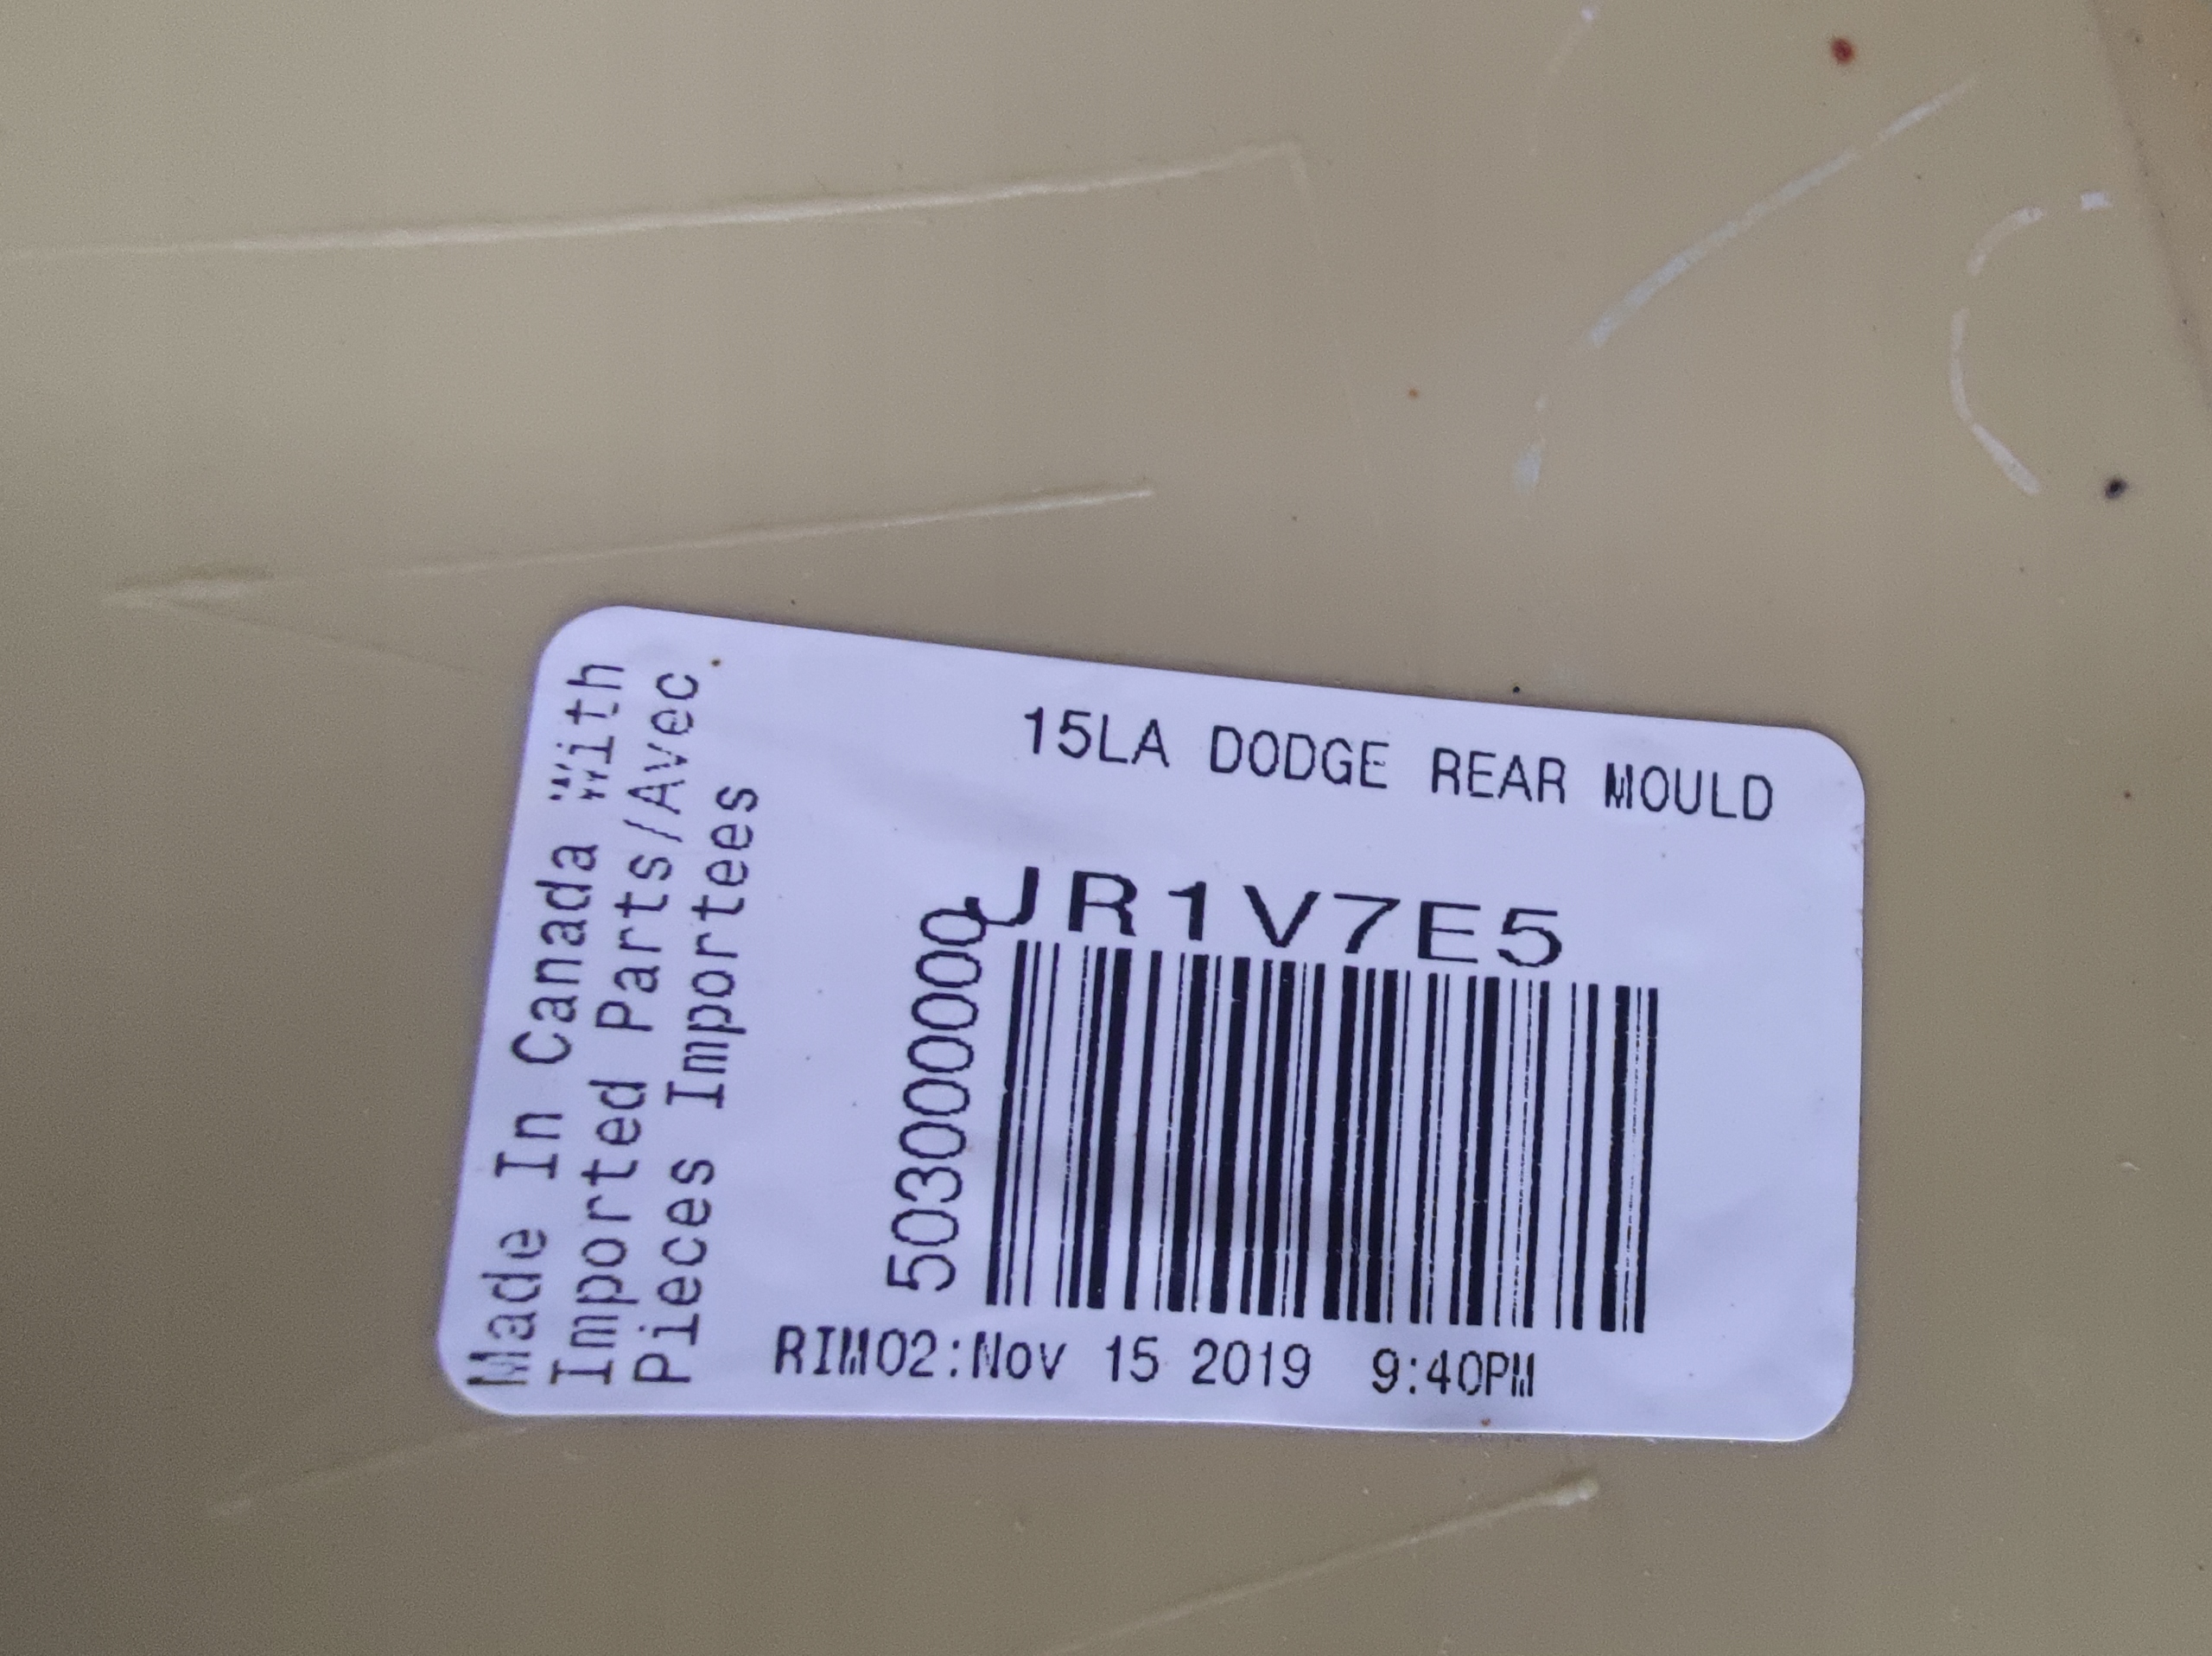 15LA DODGE REAR MOULD
JR1V7E5
503000000
RIM02:Nov 15 2019 9:40PM
Made In Canada With
Imported Parts/Avec
Pieces Importees